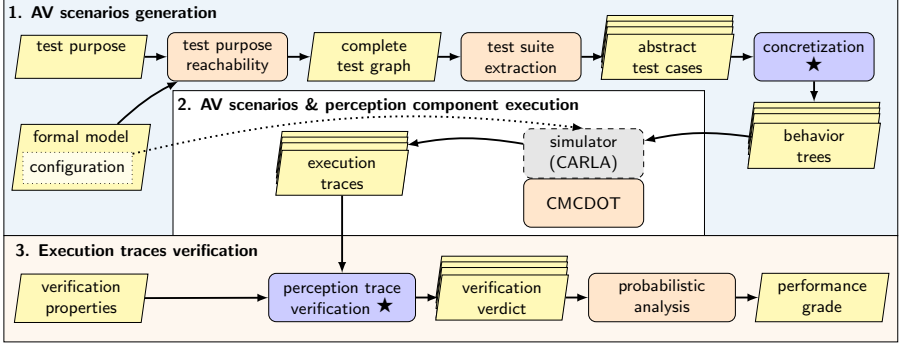 1. AV scenarios generation
test purpose
test purpose
reachability
complete
test graph
test suite
extraction
abstract
test cases
concretization
★
formal model
configuration
2. AV scenarios & perception component execution
execution
traces
simulator
(CARLA)
CMCDOT
behavior
trees
3. Execution traces verification
verification
properties
perception trace
verification ★
verification
verdict
probabilistic
analysis
performance
grade